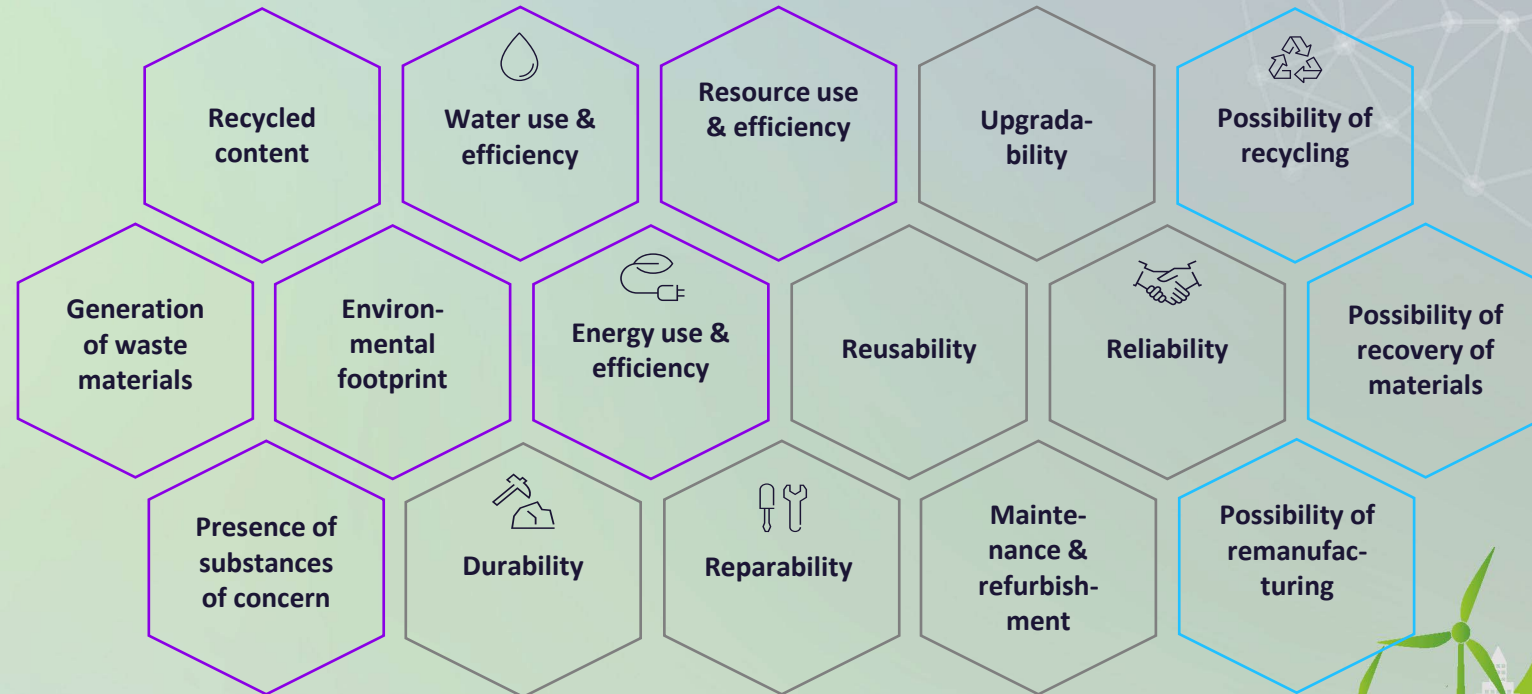 Recycled
content
Water use &
efficiency
Resource use
& efficiency
Upgrada-
bility
Possibility of
recycling
Generation
of waste
materials
Environ-
mental
footprint
Energy use &
efficiency
Reusability
Reliability
Possibility of
recovery of
materials
Presence of
substances
of concern
Durability
Reparability
Mainte-
nance &
refurbish-
ment
Possibility of
remanufac-
turing